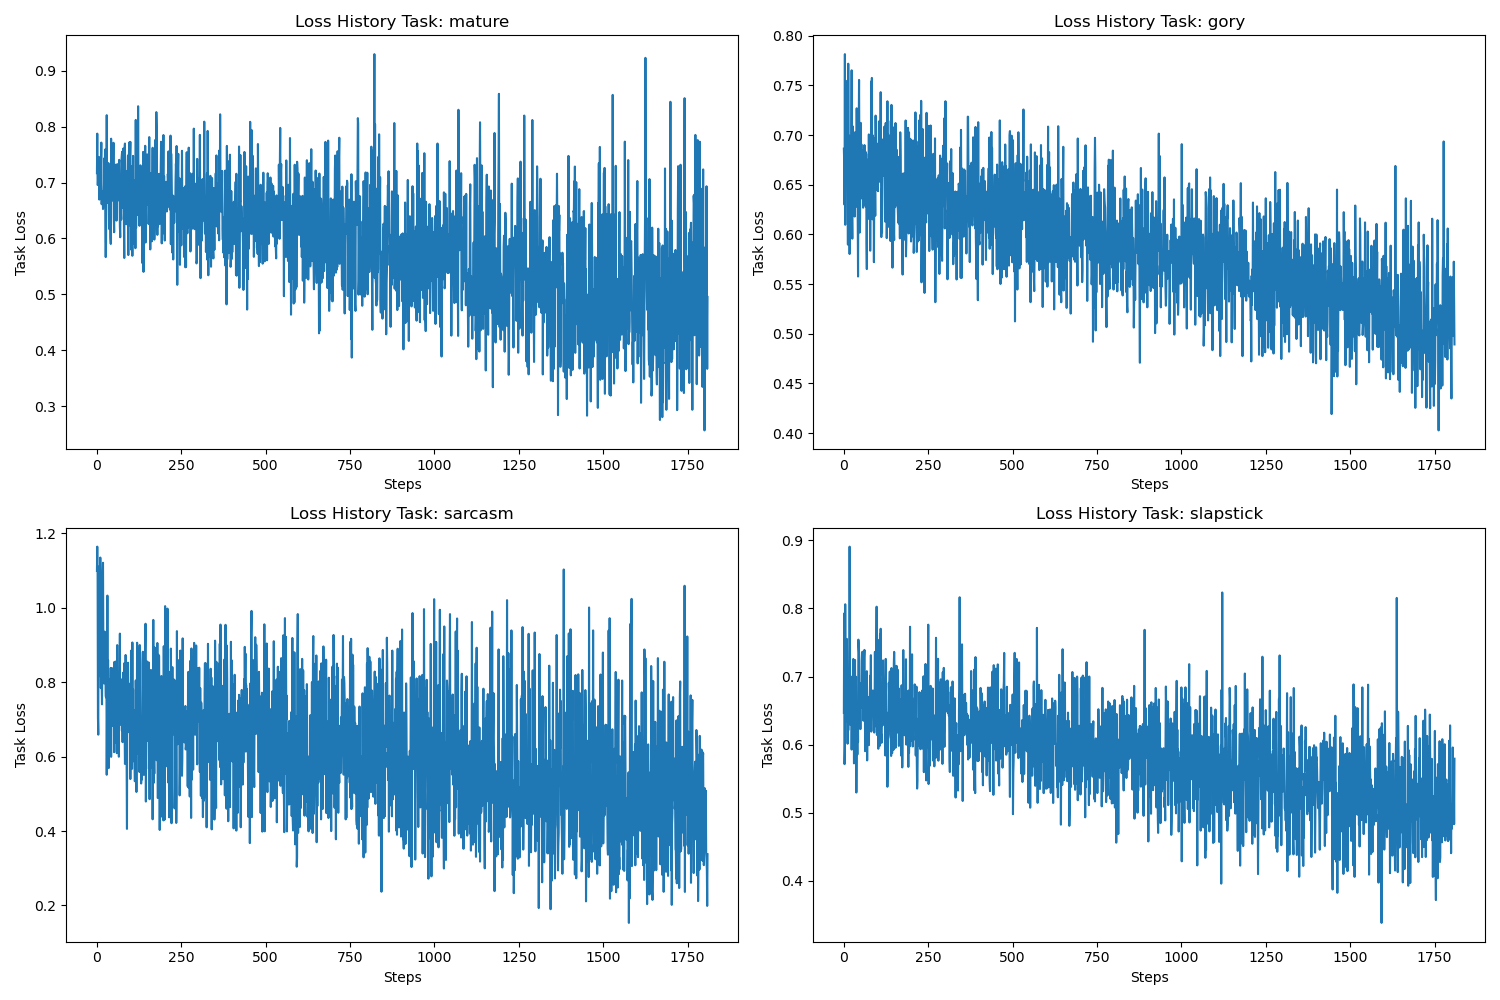 Loss History Task: mature
Task Loss
0.9
0.8
0.7
0.6
0.5
0.4
0.3
0 250 500 750 1000 1250 1500 1750
Steps
Loss History Task: gory
Task Loss
0.80
0.75
0.70
0.65
0.60
0.55
0.50
0.45
0.40
0 250 500 750 1000 1250 1500 1750
Steps
Loss History Task: sarcasm
Task Loss
1.2
1.0
0.8
0.6
0.4
0.2
0 250 500 750 1000 1250 1500 1750
Steps
Loss History Task: slapstick
Task Loss
0.9
0.8
0.7
0.6
0.5
0.4
0 250 500 750 1000 1250 1500 1750
Steps